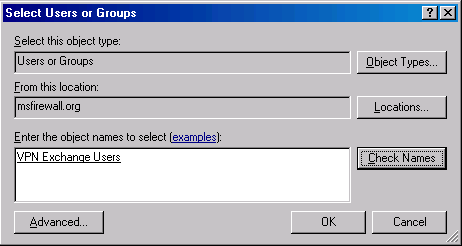 Select Users or Groups
Select this object type:
Users or Groups
Object Types...
From this location:
msfirewall.org
Locations...
Enter the object names to select (examples):
VPN Exchange Users
Check Names
Advanced...
OK
Cancel